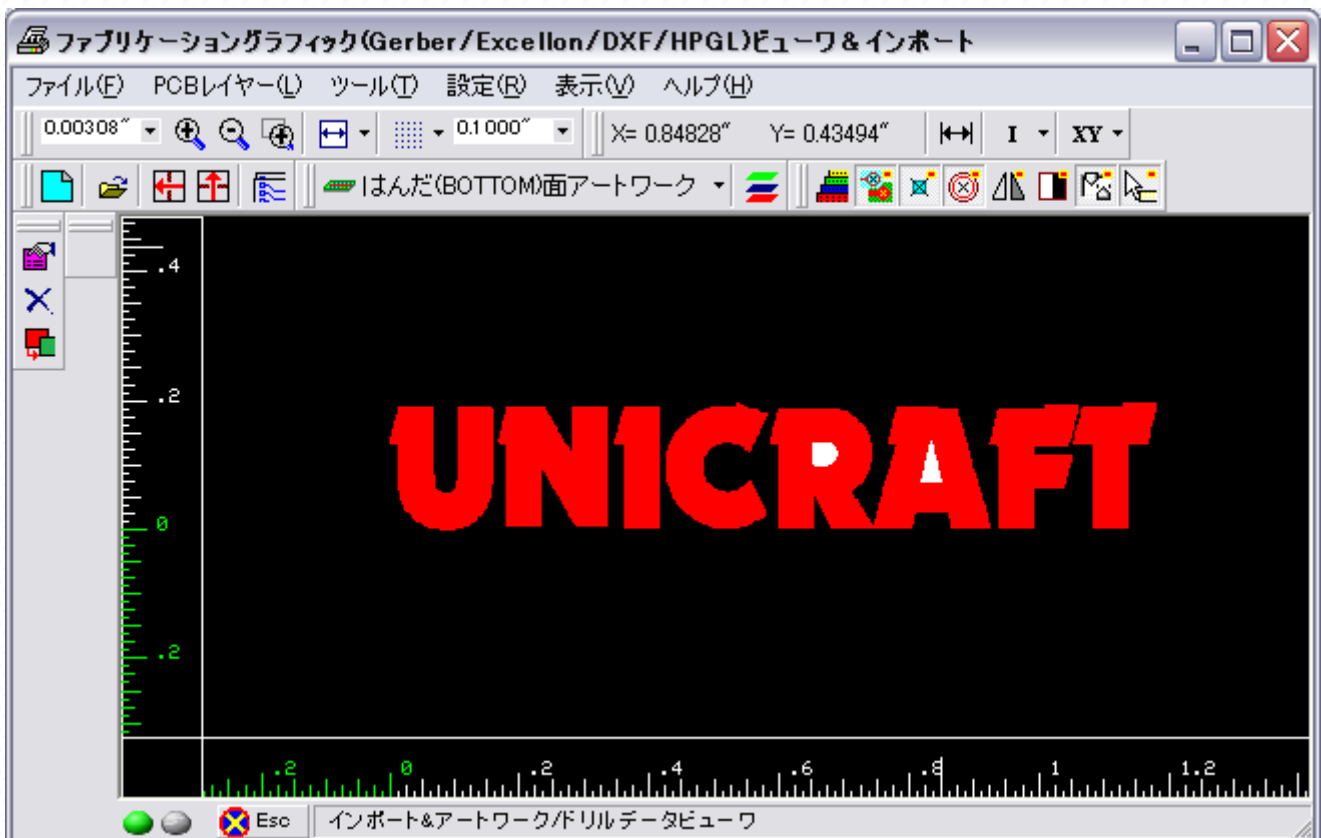 ファブリケーショングラフィック(Gerber/Excellon/DXF/HPGL)ビューワ&インポート
ファイル(F) PCBレイヤー(L) ツール(T) 設定(R) 表示(V) ヘルプ(H)
0.00308" 0.1000" X= 0.84828" Y= 0.43494" I XY
はんだ(BOTTOM)面アートワーク
.4
.2
0
.2
UNICRAFT
.2 0 .2 .4 .6 .8 1 1.2
Esc インポート&アートワーク/ドリルデータビューワ